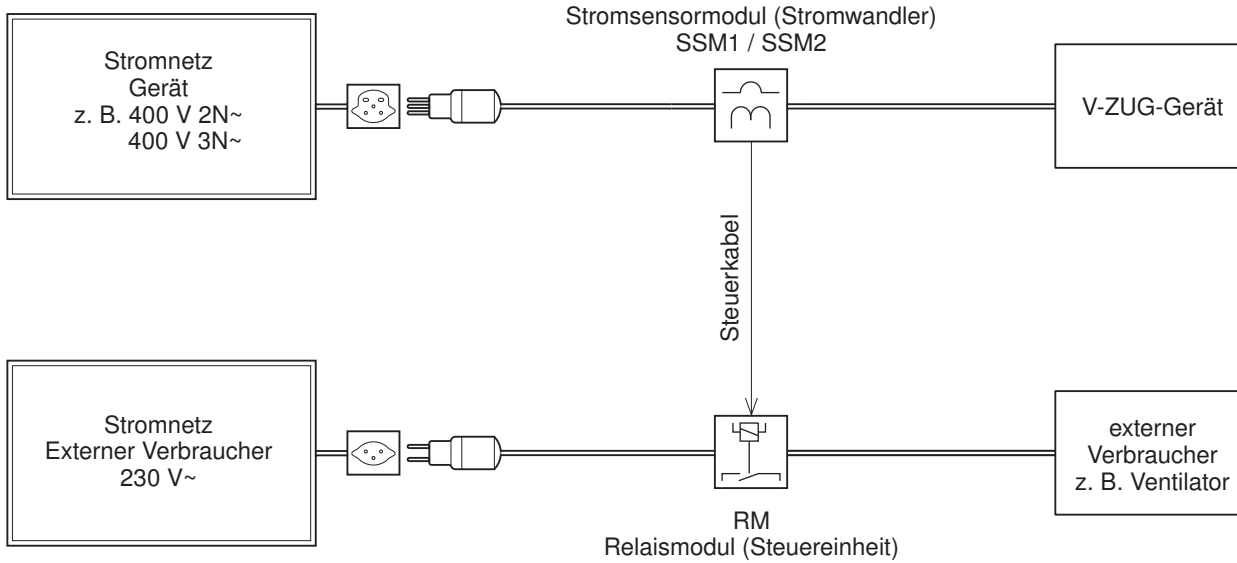 Stromsensormodul (Stromwandler)
SSM1 / SSM2
Stromnetz
Gerät
z. B. 400 V 2N~
400 V 3N~
V-ZUG-Gerät
Steuerkabel
Stromnetz
Externer Verbraucher
230 V~
externer
Verbraucher
z. B. Ventilator
RM
Relaismodul (Steuereinheit)